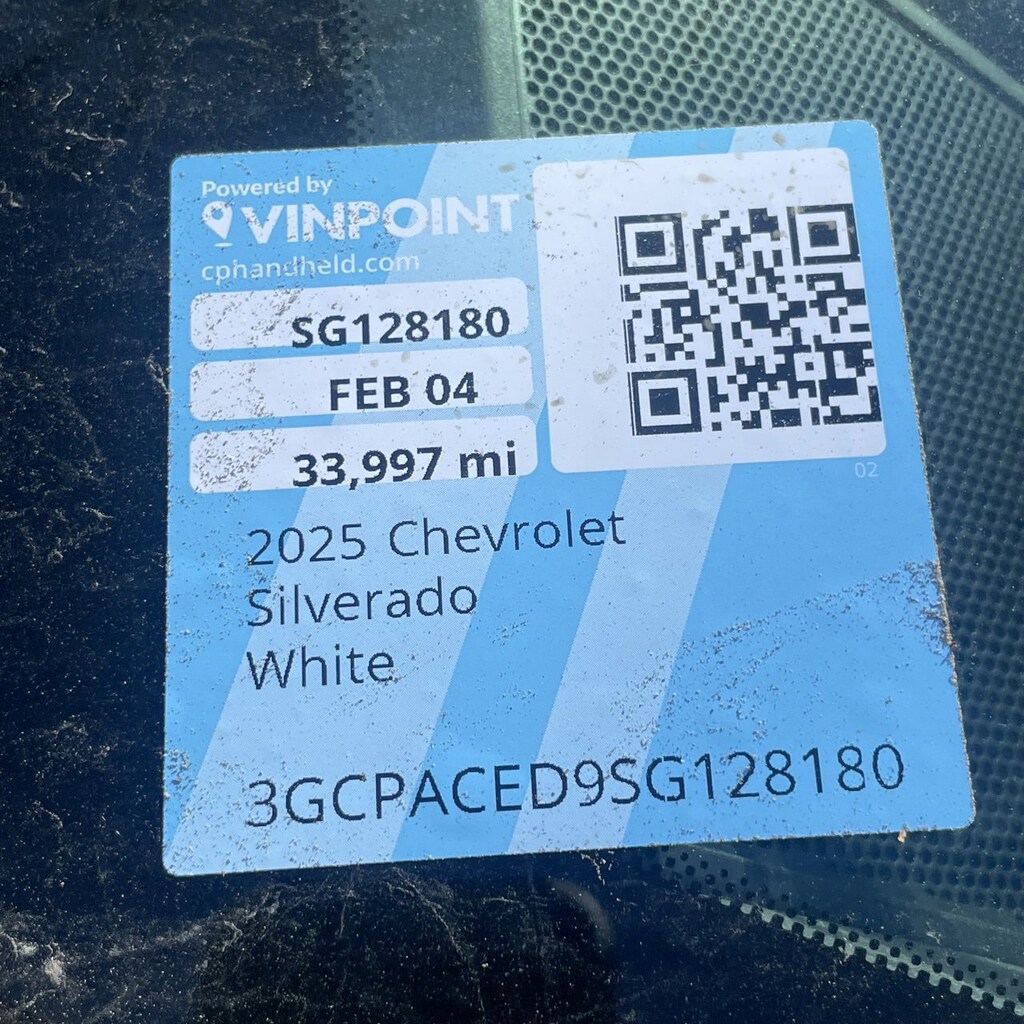 Powered by
VINPOINT
cphandheld.com
SG128180
FEB 04
33,997 mi
02
2025 Chevrolet
Silverado
White
3GCPACED9SG128180